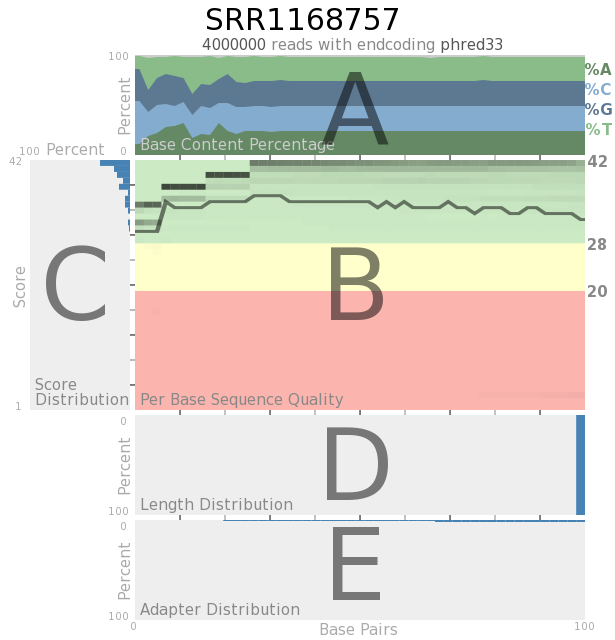 SRR1168757
4000000 reads with endcoding phred33
100
Percent
0
A
Base Content Percentage
%A
%C
%G
%T
100 Percent 0
42
Score
1
C
Score
Distribution
B
Per Base Sequence Quality
42
28
20
0
Percent
100
D
Length Distribution
0
Percent
100
E
Adapter Distribution
0
Base Pairs
100